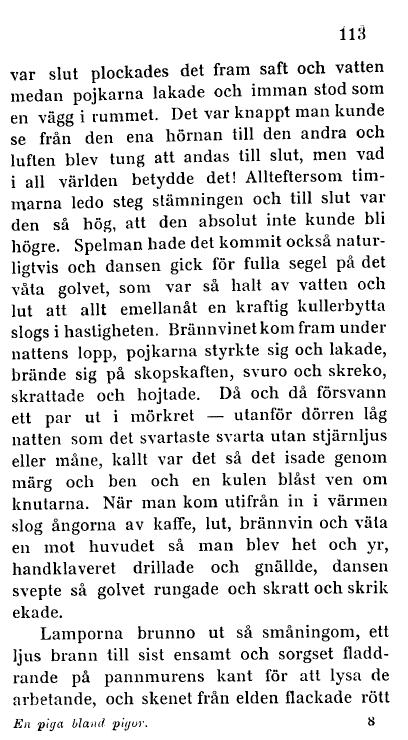 113
var slut plockades det fram saft och vatten
medan pojkarna lakade och imman stod som
en vägg i rummet. Det var knappt man kunde
se från den ena hörnan till den andra och
luften blev tung att andas till slut, men vad
i all världen betydde det! Allteftersom tim-
marna ledo steg stämningen och till slut var
den så hög, att den absolut inte kunde bli
högre. Spelman hade det kommit också natur-
ligtvis och dansen gick för fulla segel på det
våta golvet, som var så halt av vatten och
lut att allt emellanåt en kraftig kullerbytta
slogs i hastigheten. Brännvinet kom fram under
nattens lopp, pojkarna styrkte sig och lakade,
brände sig på skopskaften, svuro och skreko,
skrattade och hojtade. Då och då försvann
ett par ut i mörkret — utanför dörren låg
natten som det svartaste svarta utan stjärnljus
eller måne, kallt var det så det isade genom
märg och ben och en kulen blåst ven om
knutarna. När man kom utifrån in i värmen
slog ångorna av kaffe, lut, brännvin och väta
en mot huvudet så man blev het och yr,
handklaveret drillade och gnällde, dansen
svepte så golvet rungade och skratt och skrik
ekade.
Lamporna brunno ut så småningom, ett
ljus brann till sist ensamt och sorgset fladd-
rande på pannmurens kant för att lysa de
arbetande, och skenet från elden flackade rött
En piga bland pigor. 8